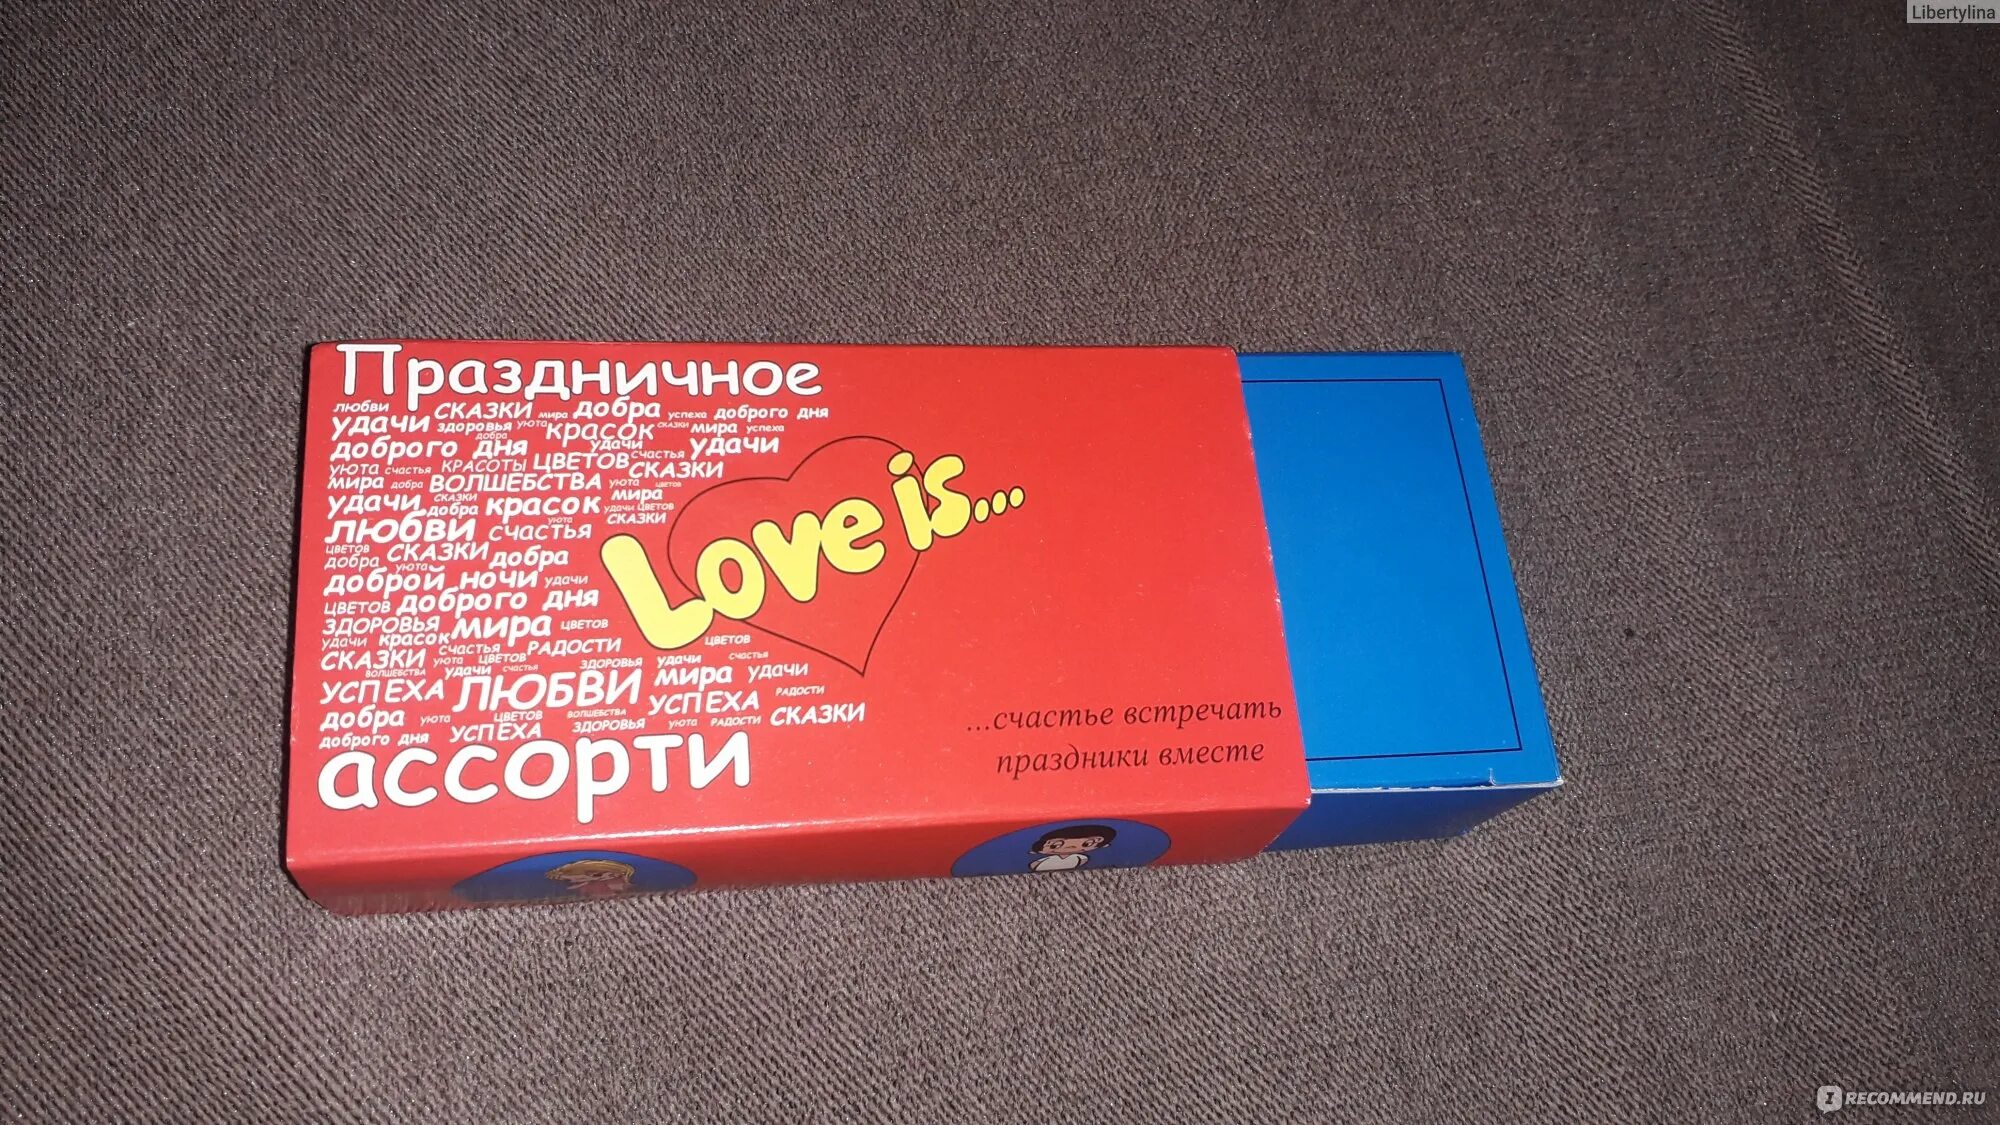 Libertylina
Праздничное
любви СКАЗКИ мира добра успеха доброго дня
удачи здоровья уюта красок сказки мира успеха
добра
доброго дня удачи счастья удачи
уюта счастья КРАСОТЫ ЦВЕТОВ СКАЗКИ
мира добра ВОЛШЕБСТВА уюта цветов
удачи СКАЗКИ добра красок мира удачи ЦВЕТОВ
ЛЮБВИ уюта счастья СКАЗКИ
ЦВЕТОВ СКАЗКИ добра
добра уюта
доброй ночи удачи
ЦВЕТОВ доброго дня
ЗДОРОВЬЯ мира ЦВЕТОВ
удачи красок счастья РАДОСТИ ЦВЕТОВ
СКАЗКИ уюта ЦВЕТОВ ЗДОРОВЬЯ удачи счастья
ВОЛШЕБСТВА удачи счастья
УСПЕХА ЛЮБВИ мира удачи
добра уюта ЦВЕТОВ ВОЛШЕБСТВА УСПЕХА РАДОСТИ
доброго дня УСПЕХА ЗДОРОВЬЯ уюта РАДОСТИ СКАЗКИ
ассорти
Love is...
...счастье встречать
праздники вместе
I RECOMMEND.RU